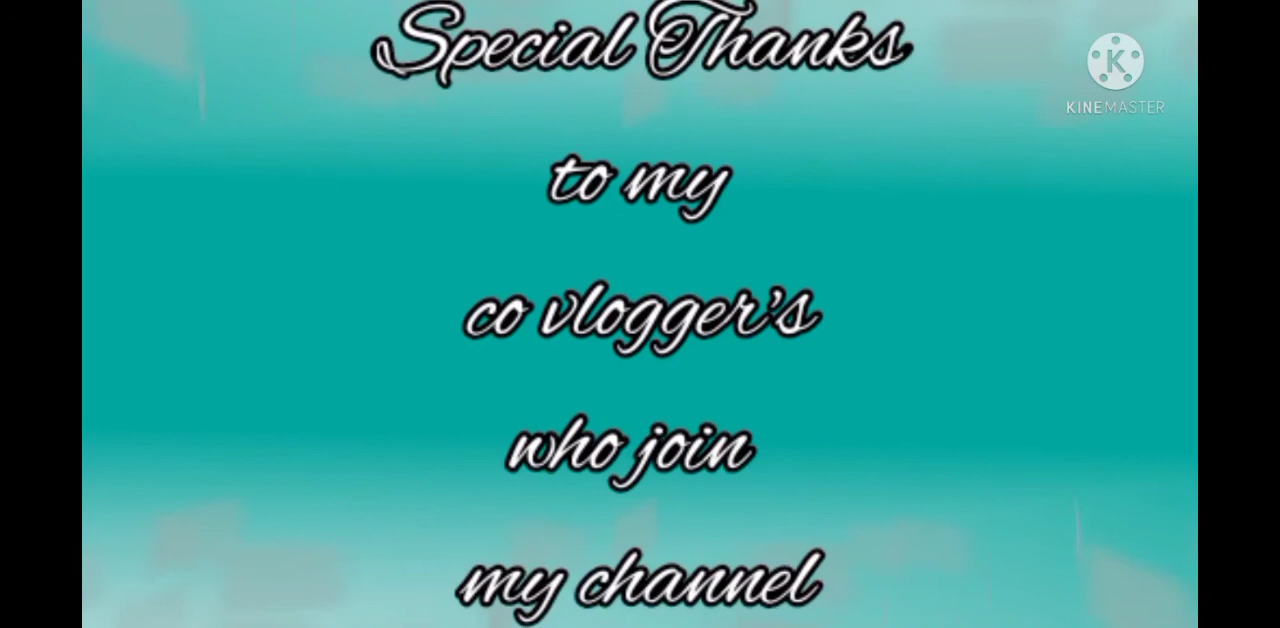 Special Thanks
K
KINEMASTER
to my
co vlogger's
who join
my channel